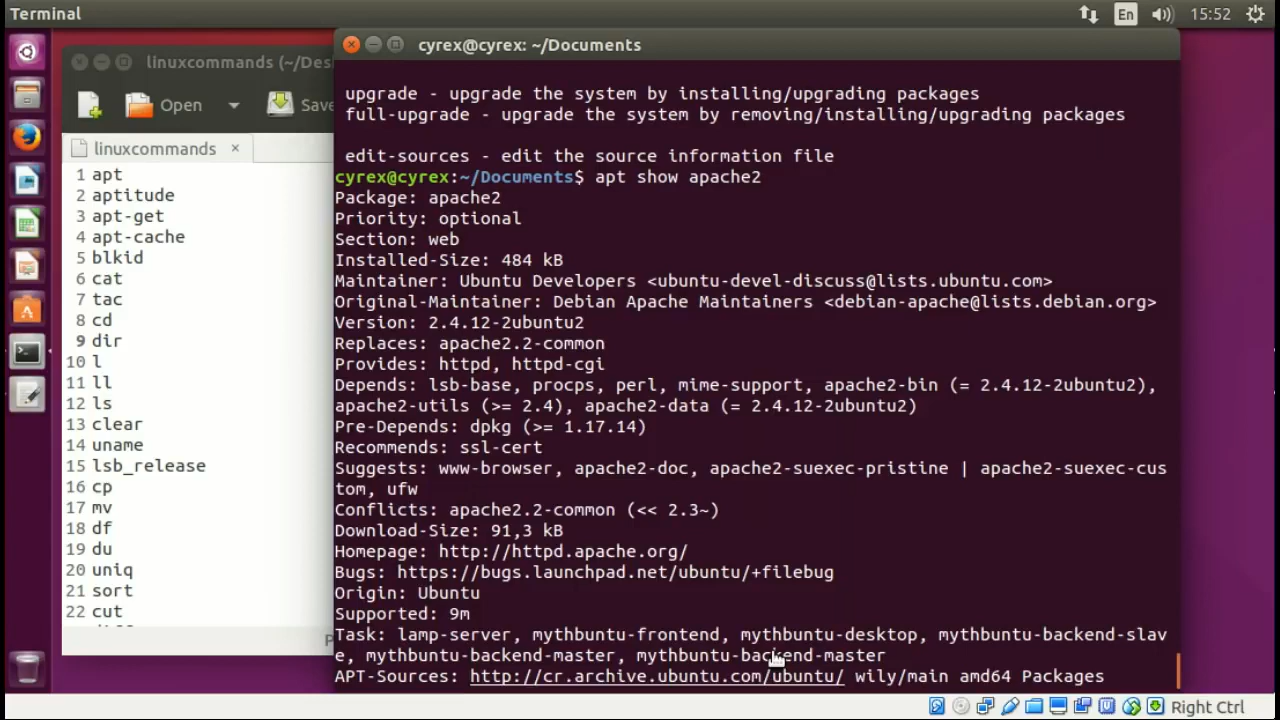 Terminal
En
15:52
linuxcommands (~/Des
Open
Save
linuxcommands ×
1 apt
2 aptitude
3 apt-get
4 apt-cache
5 blkid
6 cat
7 tac
8 cd
9 dir
10 l
11 ll
12 ls
13 clear
14 uname
15 lsb_release
16 cp
17 mv
18 df
19 du
20 uniq
21 sort
22 cut
cyrex@cyrex: ~/Documents
upgrade - upgrade the system by installing/upgrading packages
full-upgrade - upgrade the system by removing/installing/upgrading packages
edit-sources - edit the source information file
cyrex@cyrex:~/Documents$ apt show apache2
Package: apache2
Priority: optional
Section: web
Installed-Size: 484 kB
Maintainer: Ubuntu Developers <ubuntu-devel-discuss@lists.ubuntu.com>
Original-Maintainer: Debian Apache Maintainers <debian-apache@lists.debian.org>
Version: 2.4.12-2ubuntu2
Replaces: apache2.2-common
Provides: httpd, httpd-cgi
Depends: lsb-base, procps, perl, mime-support, apache2-bin (= 2.4.12-2ubuntu2),
apache2-utils (>= 2.4), apache2-data (= 2.4.12-2ubuntu2)
Pre-Depends: dpkg (>= 1.17.14)
Recommends: ssl-cert
Suggests: www-browser, apache2-doc, apache2-suexec-pristine | apache2-suexec-cus
tom, ufw
Conflicts: apache2.2-common (<< 2.3~)
Download-Size: 91,3 kB
Homepage: http://httpd.apache.org/
Bugs: https://bugs.launchpad.net/ubuntu/+filebug
Origin: Ubuntu
Supported: 9m
Task: lamp-server, mythbuntu-frontend, mythbuntu-desktop, mythbuntu-backend-slav
e, mythbuntu-backend-master, mythbuntu-backend-master
APT-Sources: http://cr.archive.ubuntu.com/ubuntu/ wily/main amd64 Packages
Right Ctrl